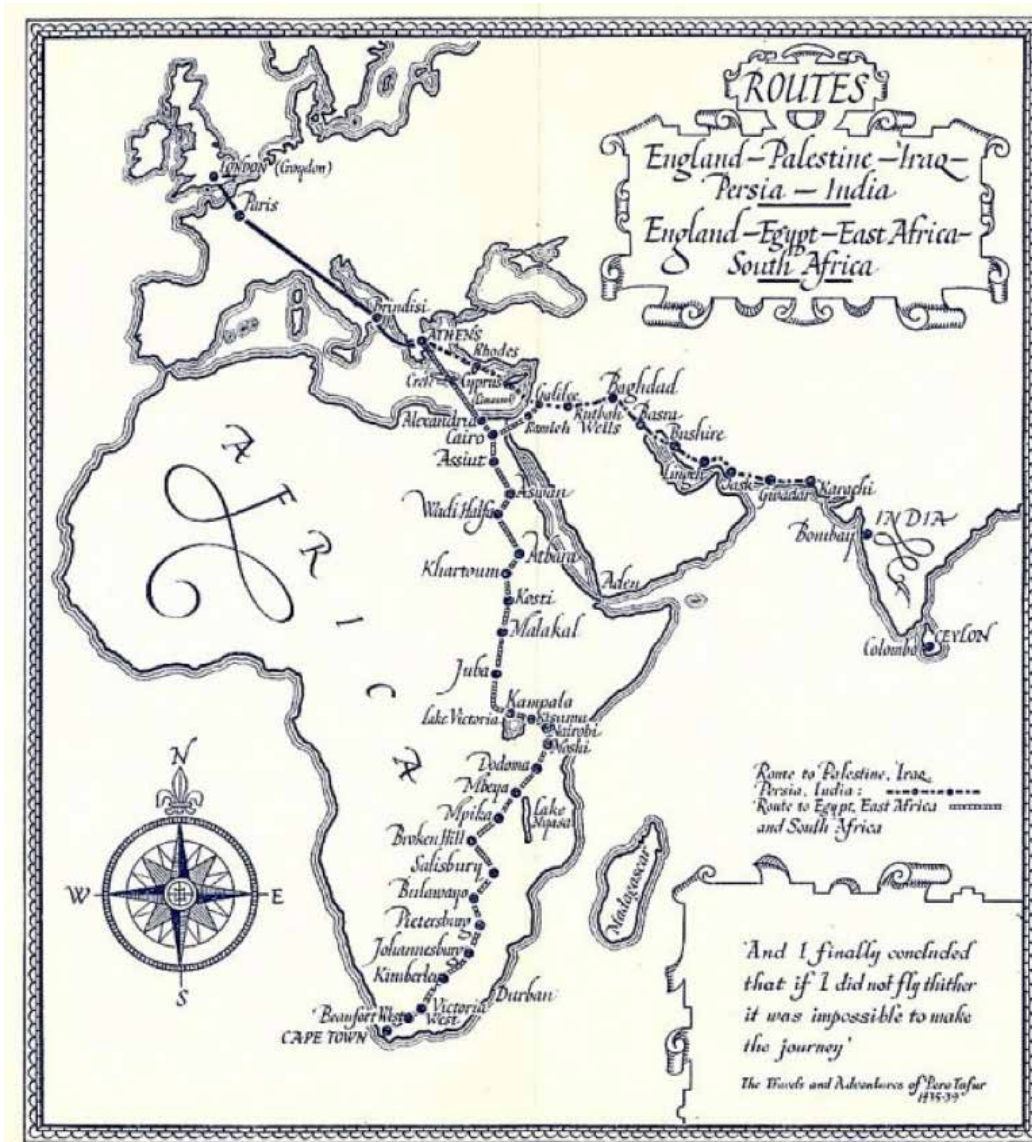 ROUTES
England – Palestine – Iraq –
Persia – India
England – Egypt – East Africa –
South Africa
LONDON (Croydon)
Paris
Brindisi
ATHENS
Rhodes
Crete
Cyprus
Limassol
Galilee
Baghdad
Alexandria
Ramleh
Rutbah
Wells
Basra
Cairo
Bushire
Assiut
Lingeh
Jask
Gwadar
Karachi
Aswan
Wadi Halfa
INDIA
Bombay
Atbara
Khartoum
Aden
Kosti
Malakal
CEYLON
Colombo
Juba
Kampala
Lake Victoria
Kisumu
Nairobi
Moshi
AFRICA
Dodoma
Mbeya
Mpika
Lake
Nyasa
Broken Hill
Salisbury
Bulawayo
Pietersburg
Johannesburg
Kimberley
Madagascar
Durban
Victoria
West
Beaufort West
CAPE TOWN
N
W
E
S
Route to Palestine, Iraq
Persia, India :
Route to Egypt, East Africa
and South Africa
'And I finally concluded
that if I did not fly thither
it was impossible to make
the journey'
The Travels and Adventures of Pero Tafur
1435-39